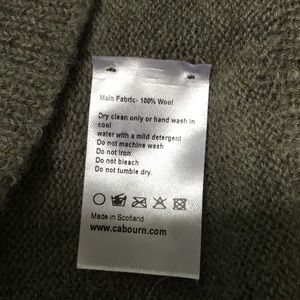 Main Fabric- 100% Wool
Dry clean only or hand wash in
cool
water with a mild detergent
Do not machine wash
Do not iron
Do not bleach
Do not tumble dry.
Made in Scotland
www.cabourn.com